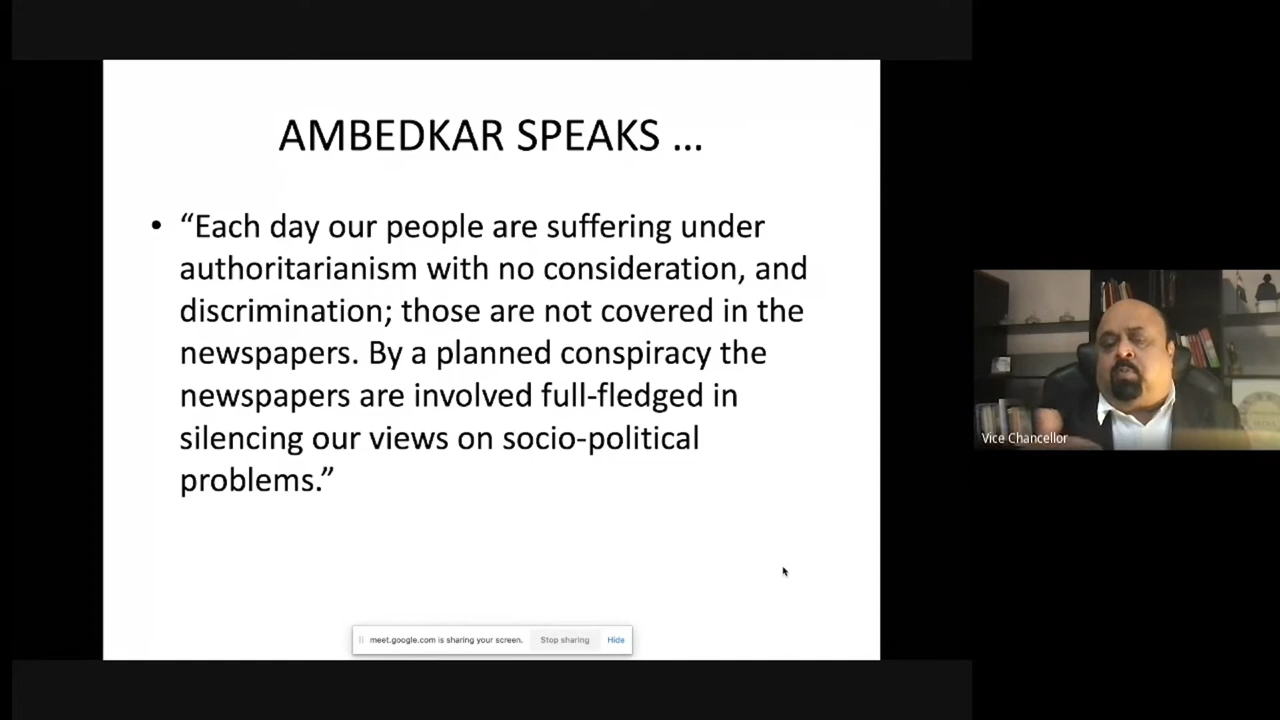 AMBEDKAR SPEAKS ...
• “Each day our people are suffering under
authoritarianism with no consideration, and
discrimination; those are not covered in the
newspapers. By a planned conspiracy the
newspapers are involved full-fledged in
silencing our views on socio-political
problems.”
Vice Chancellor
meet.google.com is sharing your screen. Stop sharing Hide